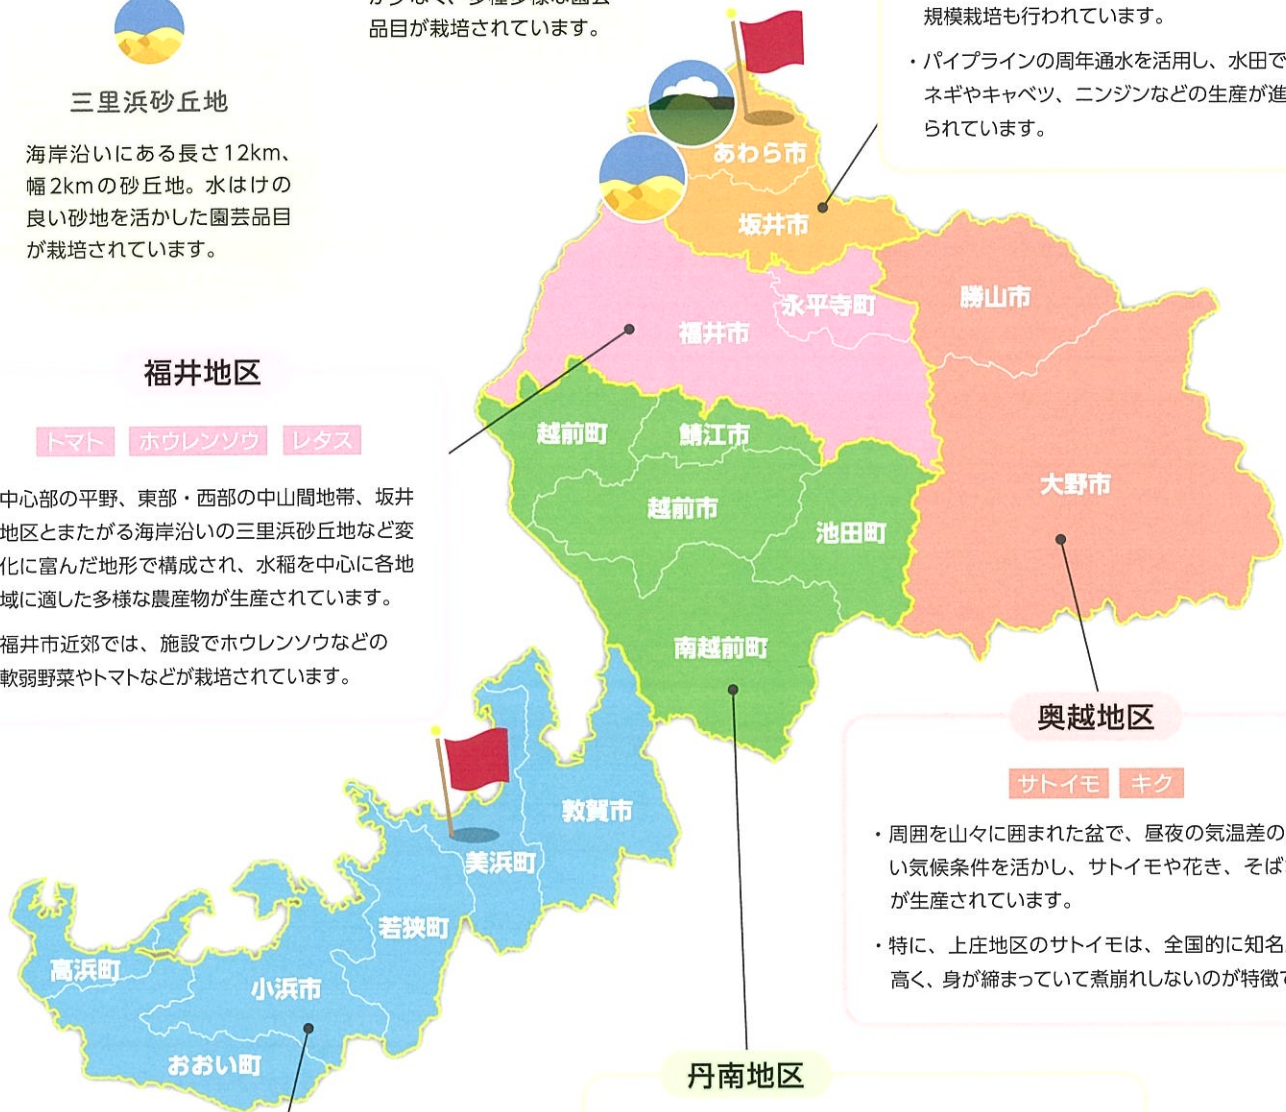 品目が栽培されています。
規模栽培も行われています。
・パイプラインの周年通水を活用し、水田で
ネギやキャベツ、ニンジンなどの生産が進
られています。
三里浜砂丘地
海岸沿いにある長さ12km、
幅2kmの砂丘地。水はけの
良い砂地を活かした園芸品目
が栽培されています。
あわら市
坂井市
永平寺町
勝山市
福井市
福井地区
トマト ホウレンソウ レタス
中心部の平野、東部・西部の中山間地帯、坂井
地区とまたがる海岸沿いの三里浜砂丘地など変
化に富んだ地形で構成され、水稲を中心に各地
域に適した多様な農産物が生産されています。
福井市近郊では、施設でホウレンソウなどの
軟弱野菜やトマトなどが栽培されています。
越前町
鯖江市
越前市
池田町
大野市
南越前町
奥越地区
サトイモ キク
・周囲を山々に囲まれた盆で、昼夜の気温差の
い気候条件を活かし、サトイモや花き、そば
が生産されています。
・特に、上庄地区のサトイモは、全国的に知名
高く、身が締まっていて煮崩れしないのが特徴で
敦賀市
美浜町
若狭町
高浜町
小浜市
おおい町
丹南地区